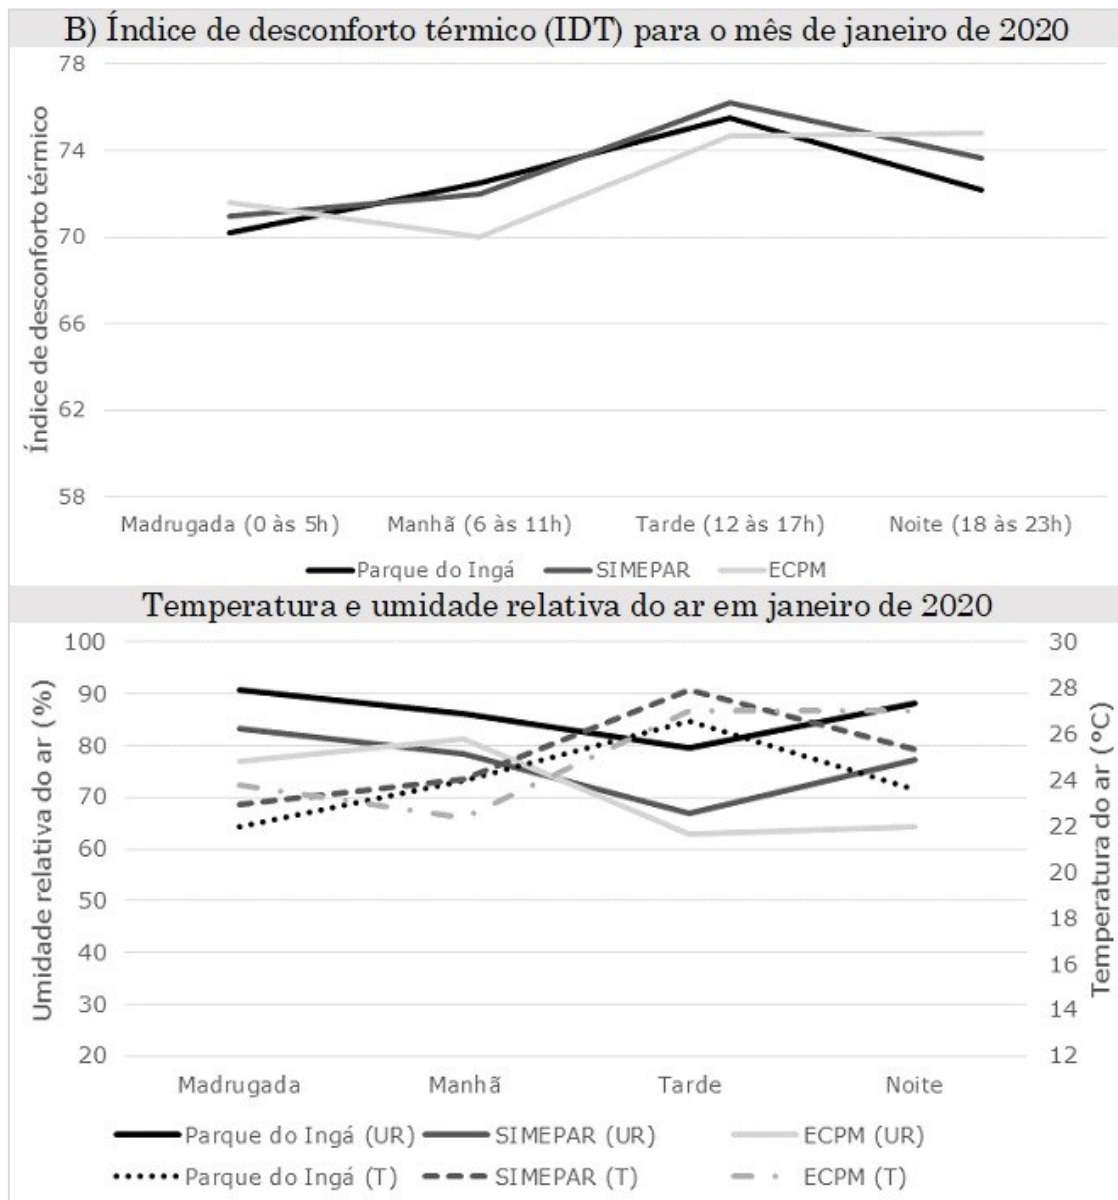 B) Índice de desconforto térmico (IDT) para o mês de janeiro de 2020
Índice de desconforto térmico
78
74
70
66
62
58
Madrugada (0 às 5h) Manhã (6 às 11h) Tarde (12 às 17h) Noite (18 às 23h)
Parque do Ingá SIMEPAR ECPM
Temperatura e umidade relativa do ar em janeiro de 2020
Umidade relativa do ar (%)
Temperatura do ar (°C)
100 30
90 28
80 26
70 24
60 22
50 20
40 18
30 16
20 14
12
Madrugada Manhã Tarde Noite
Parque do Ingá (UR) SIMEPAR (UR) ECPM (UR)
Parque do Ingá (T) SIMEPAR (T) ECPM (T)